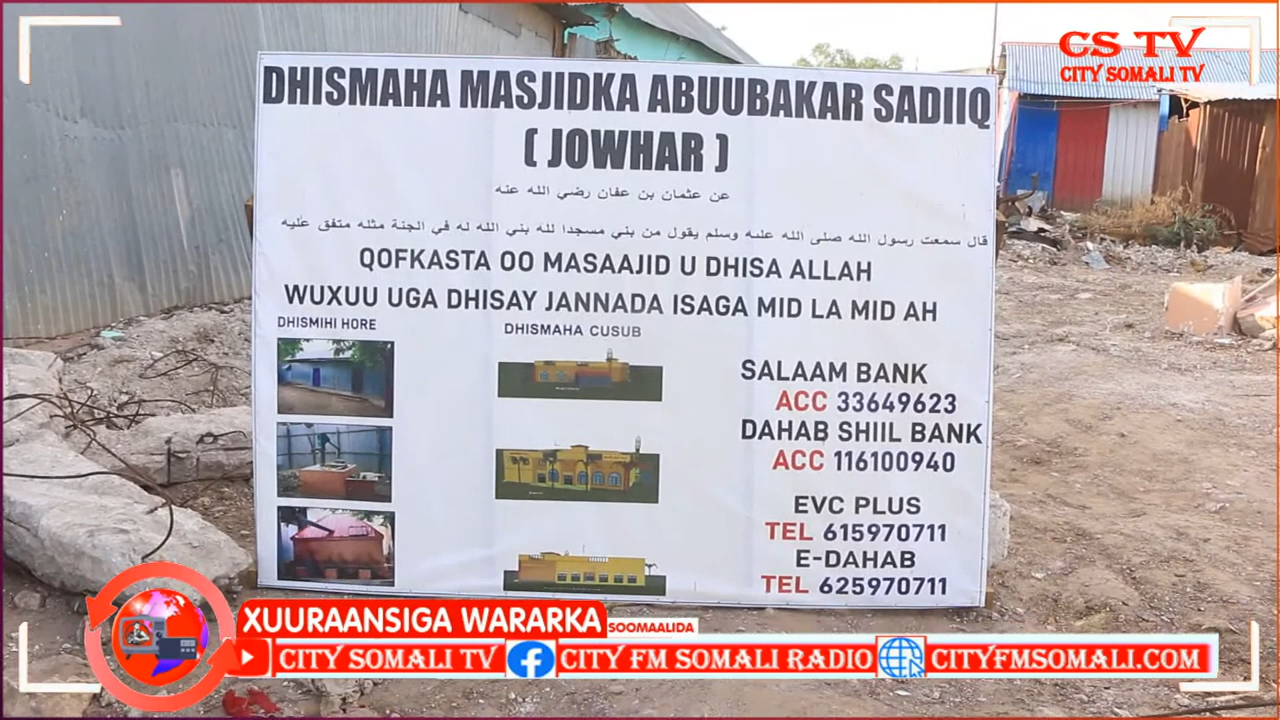 CS TV
CITY SOMALI TV
DHISMAHA MASJIDKA ABUUBAKAR SADIIQ
( JOWHAR )
عن عثمان بن عفان رضي الله عنه
قال سمعت رسول الله صلى الله عليه وسلم يقول من بني مسجدا لله بني الله له في الجنة مثله متفق عليه
QOFKASTA OO MASAAJID U DHISA ALLAH
WUXUU UGA DHISAY JANNADA ISAGA MID LA MID AH
DHISMIHI HORE
DHISMAHA CUSUB
SALAAM BANK
ACC 33649623
DAHAB SHIIL BANK
ACC 116100940
EVC PLUS
TEL 615970711
E-DAHAB
TEL 625970711
XUURAANSIGA WARARKA
SOOMAALIDA
CITY SOMALI TV CITY FM SOMALI RADIO CITYFMSOMALI.COM